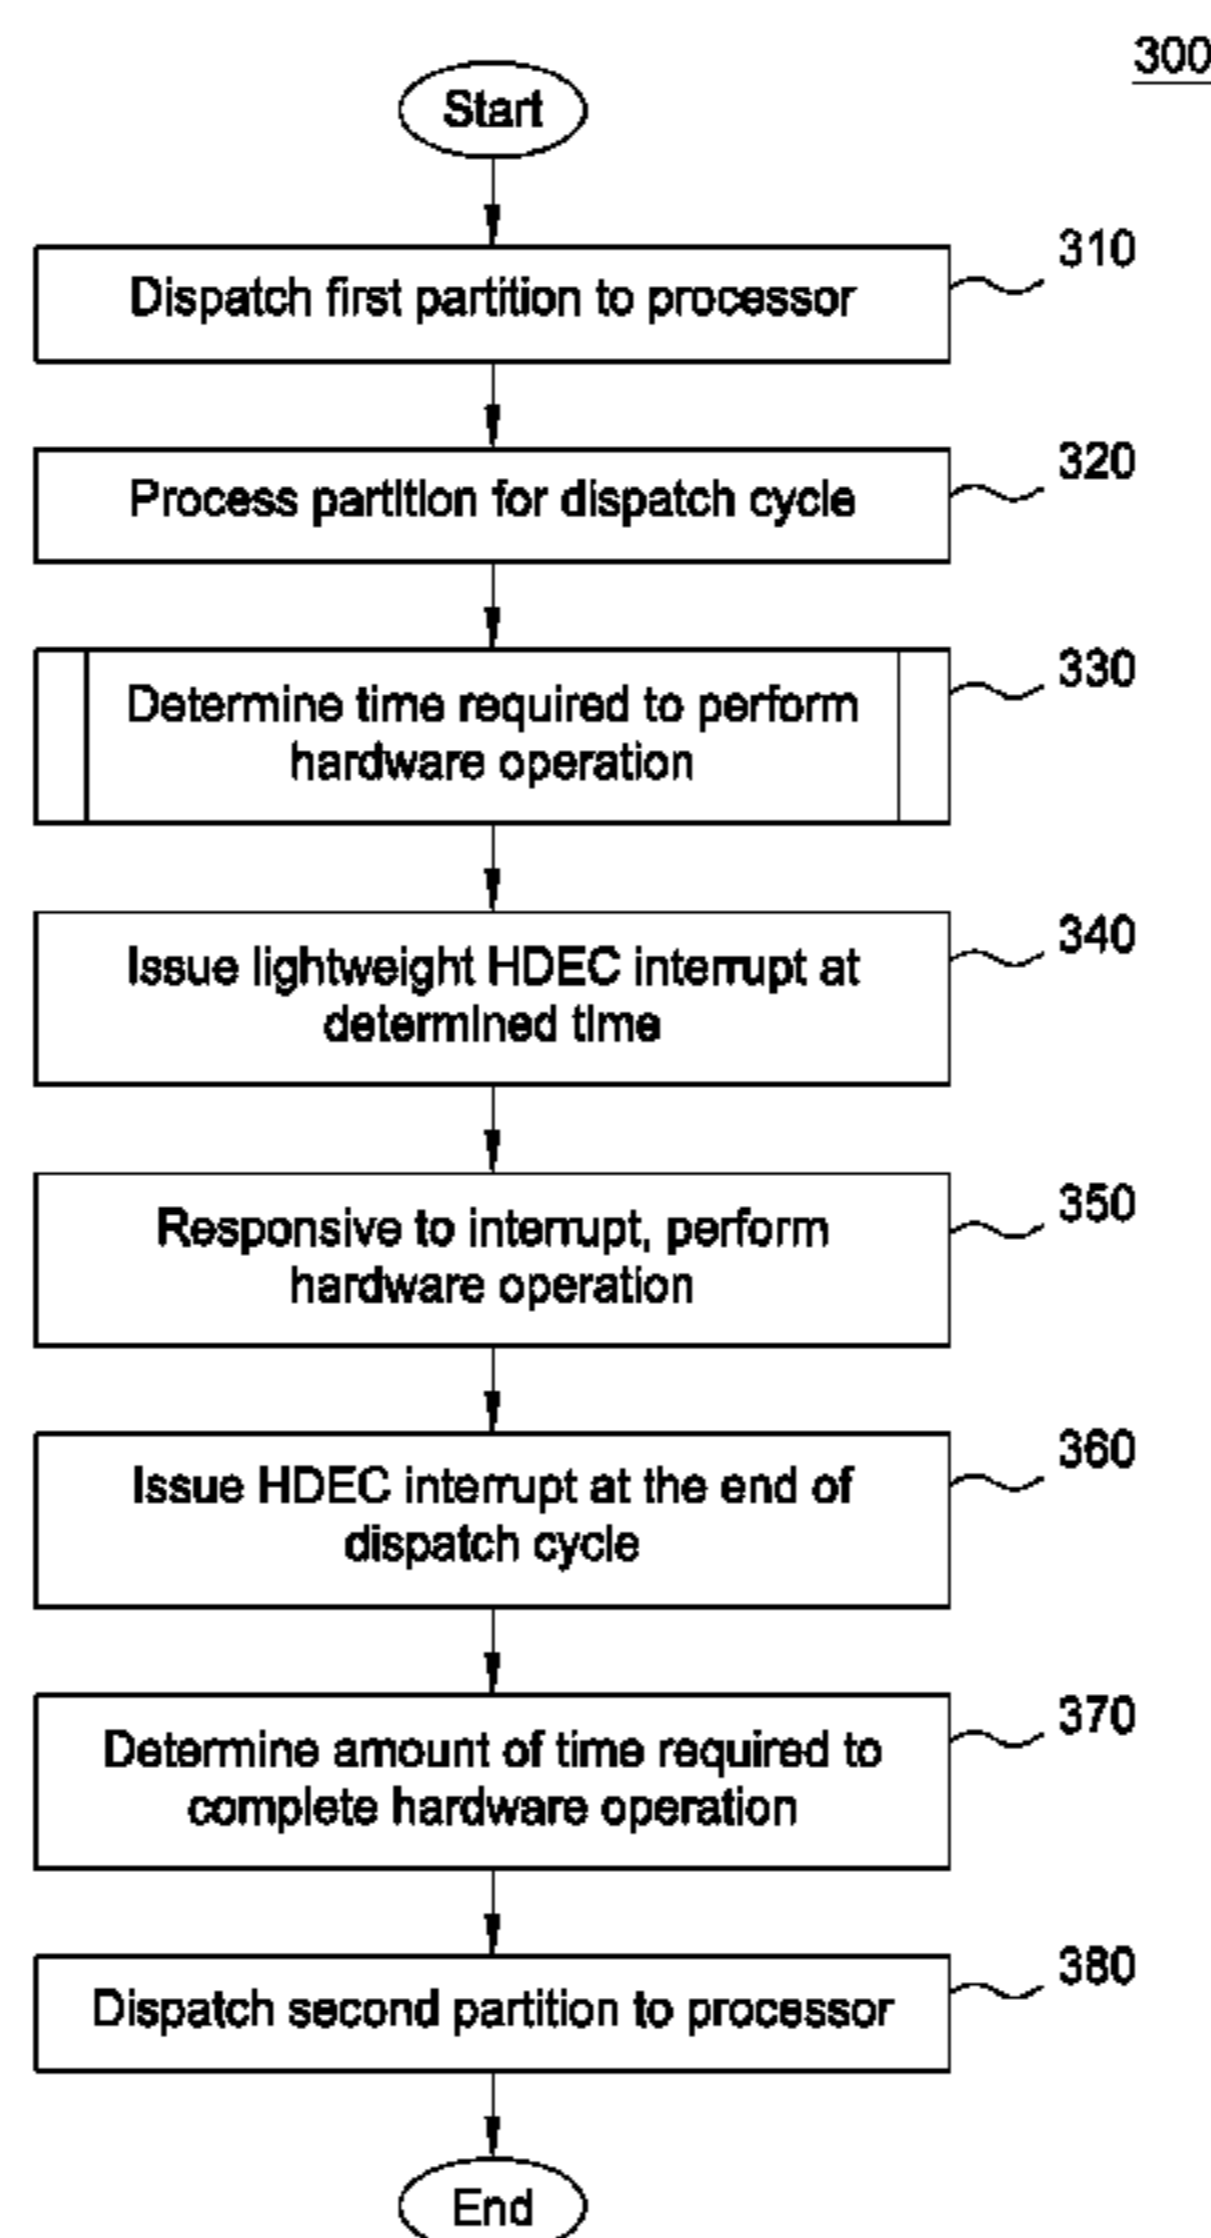 300
Start
Dispatch first partition to processor
310
Process partition for dispatch cycle
320
Determine time required to perform
hardware operation
330
Issue lightweight HDEC interrupt at
determined time
340
Responsive to interrupt, perform
hardware operation
350
Issue HDEC interrupt at the end of
dispatch cycle
360
Determine amount of time required to
complete hardware operation
370
Dispatch second partition to processor
380
End